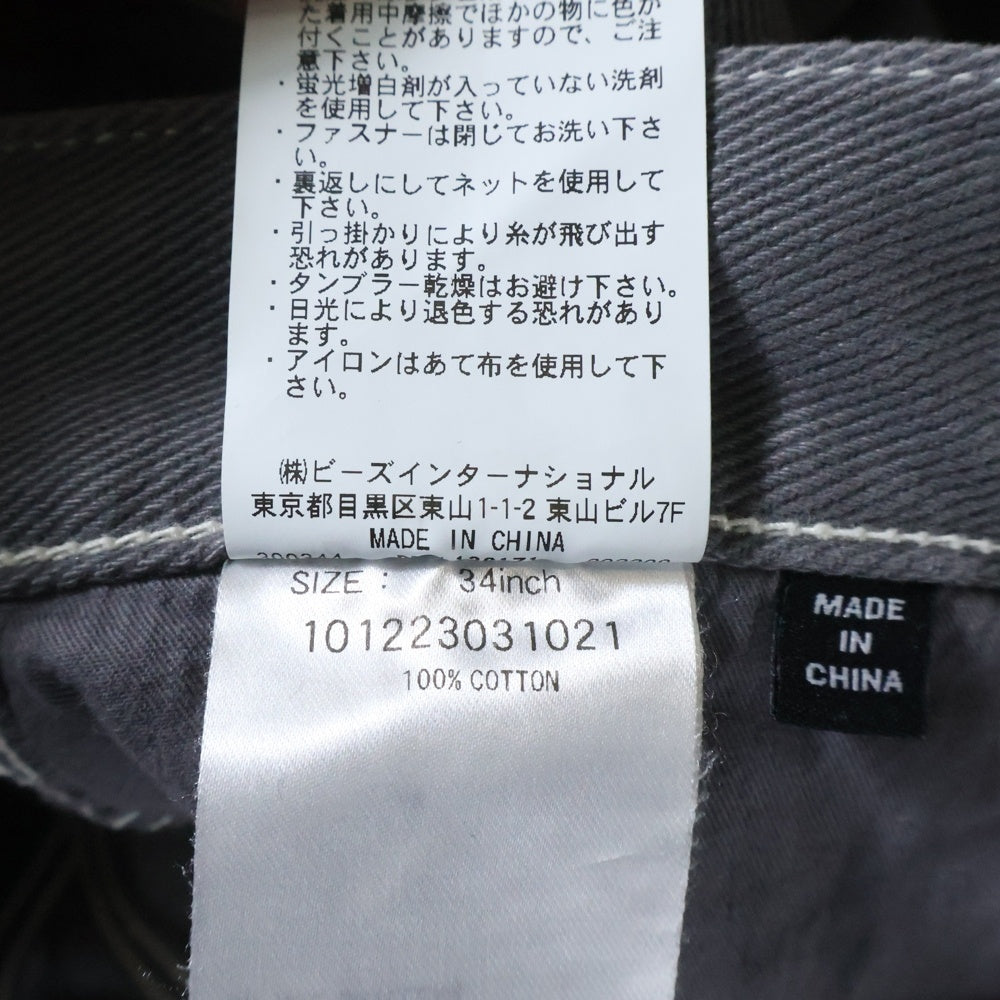 た着用中摩擦でほかの物に色が
付くことがありますので、ご注
意下さい。
・蛍光増白剤が入っていない洗剤
を使用して下さい。
・ファスナーは閉じてお洗い下さ
い。
・裏返しにしてネットを使用して
下さい。
・引っ掛かりにより糸が飛び出す
恐れがあります。
・タンブラー乾燥はお避け下さい。
・日光により退色する恐れがあり
ます。
・アイロンはあて布を使用して下
さい。
㈱ビーズインターナショナル
東京都目黒区東山1-1-2 東山ビル7F
MADE IN CHINA
SIZE : 34inch
101223031021
100% COTTON
MADE
IN
CHINA